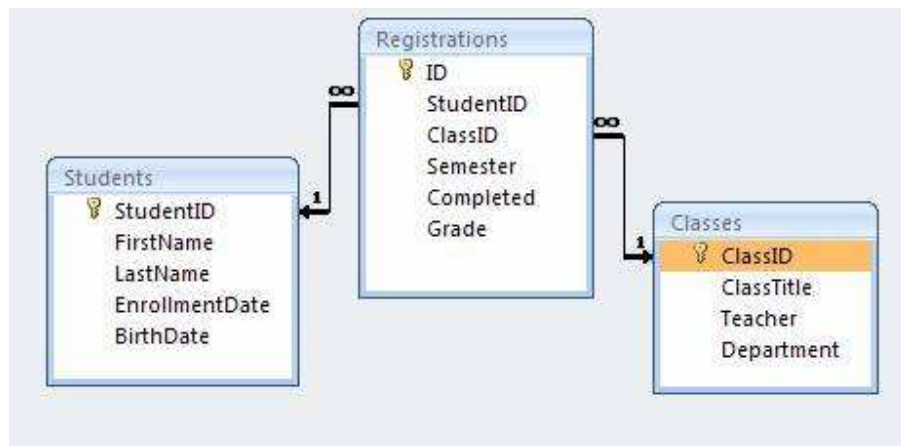 Registrations
ID
StudentID
ClassID
Semester
Completed
Grade
∞
∞
Students
StudentID
FirstName
LastName
EnrollmentDate
BirthDate
1
Classes
ClassID
ClassTitle
Teacher
Department
1